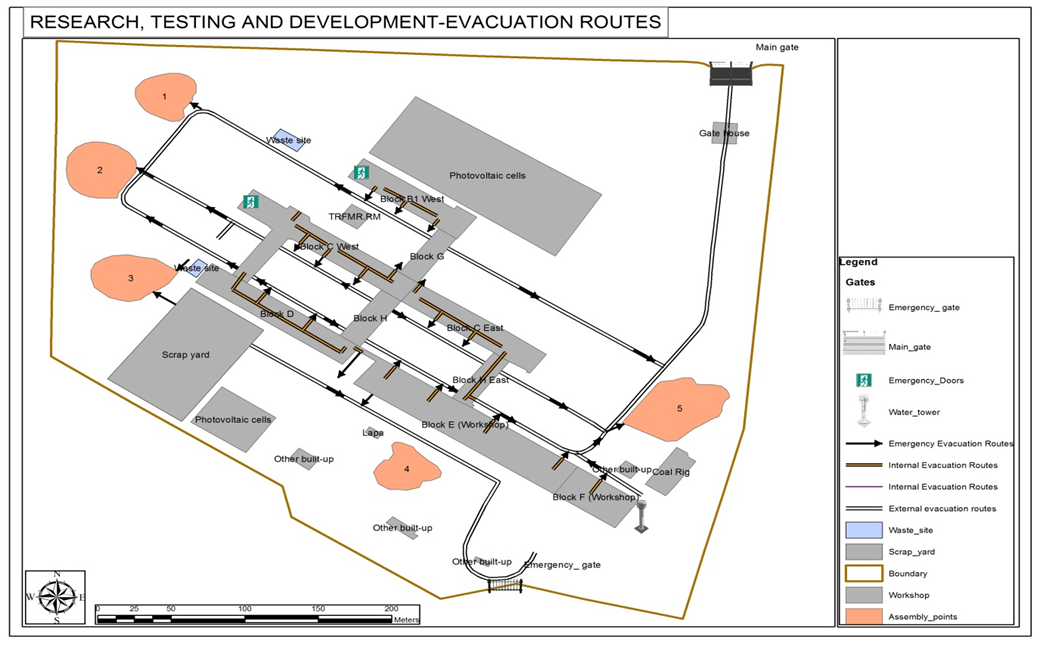 RESEARCH, TESTING AND DEVELOPMENT-EVACUATION ROUTES
Main gate
1
Waste site
Gate house
2
Photovoltaic cells
Block B1 West
TRFMR.RM
Block C West
Block G
3
Waste site
Block D
Block H
Block C East
Scrap yard
Block H East
5
Photovoltaic cells
Lapa
Block E (Workshop)
Other built-up
4
Other built-up
Coal Rig
Block F (Workshop)
Other built-up
Other built-up
Emergency_ gate
N
W
E
S
0 25 50 100 150 200
Meters
Legend
Gates
Emergency_ gate
Main_gate
Emergency_Doors
Water_tower
Emergency Evacuation Routes
Internal Evacuation Routes
Internal Evacuation Routes
External evacuation routes
Waste_site
Scrap_yard
Boundary
Workshop
Assembly_points